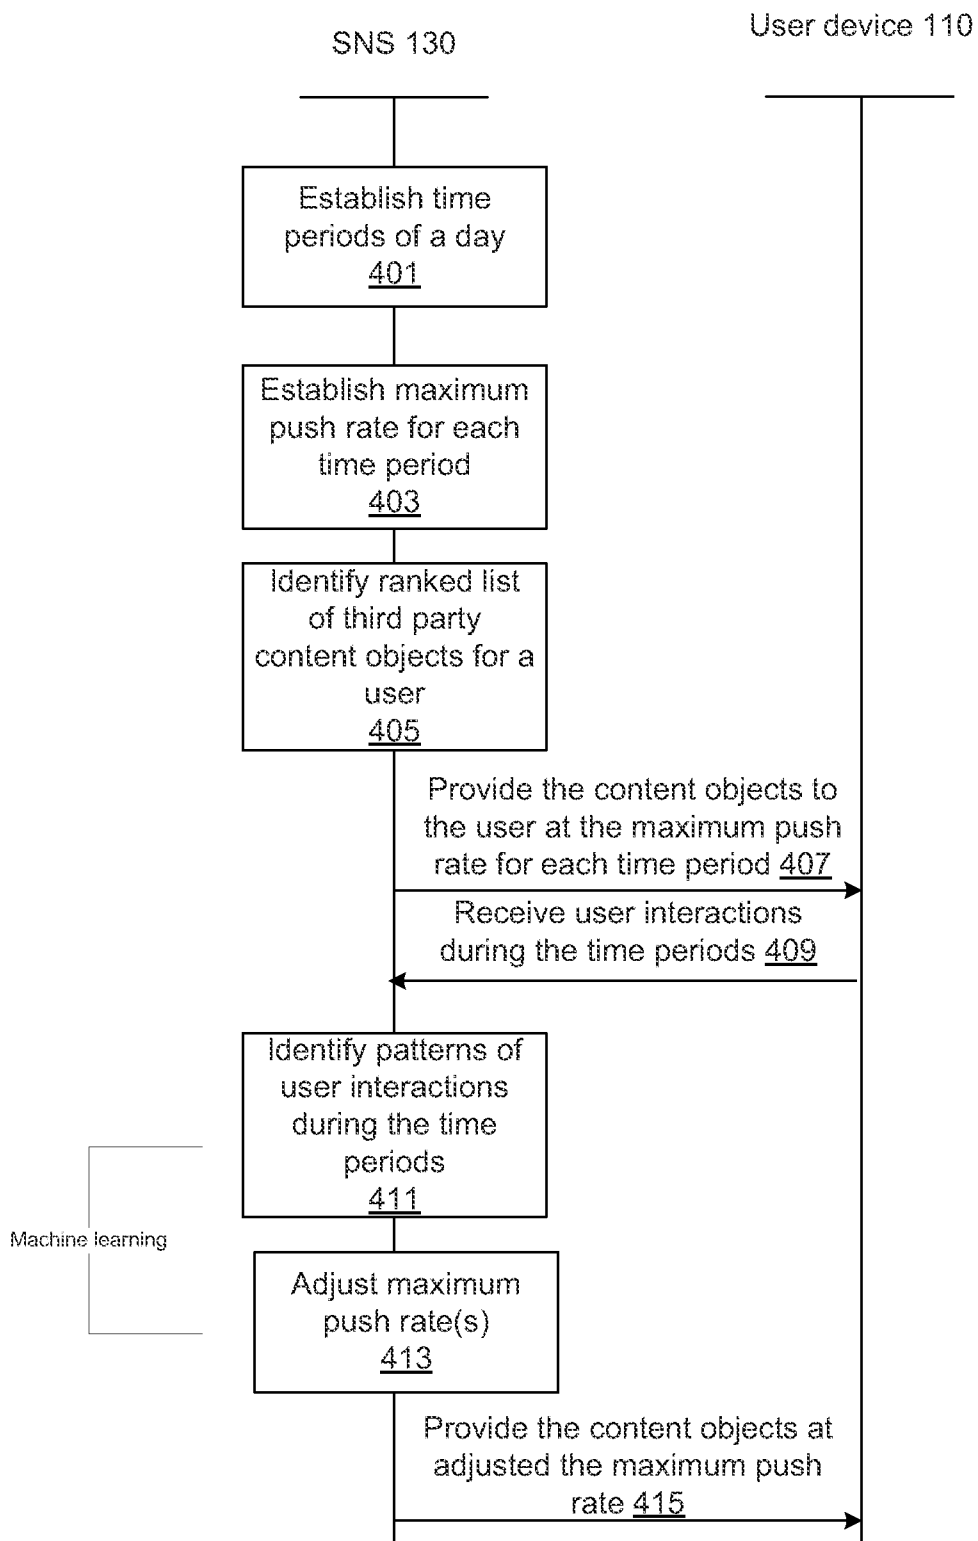 SNS 130
User device 110
Establish time
periods of a day
401
Establish maximum
push rate for each
time period
403
Identify ranked list
of third party
content objects for a
user
405
Provide the content objects to
the user at the maximum push
rate for each time period 407
Receive user interactions
during the time periods 409
Identify patterns of
user interactions
during the time
periods
411
Machine learning
Adjust maximum
push rate(s)
413
Provide the content objects at
adjusted the maximum push
rate 415